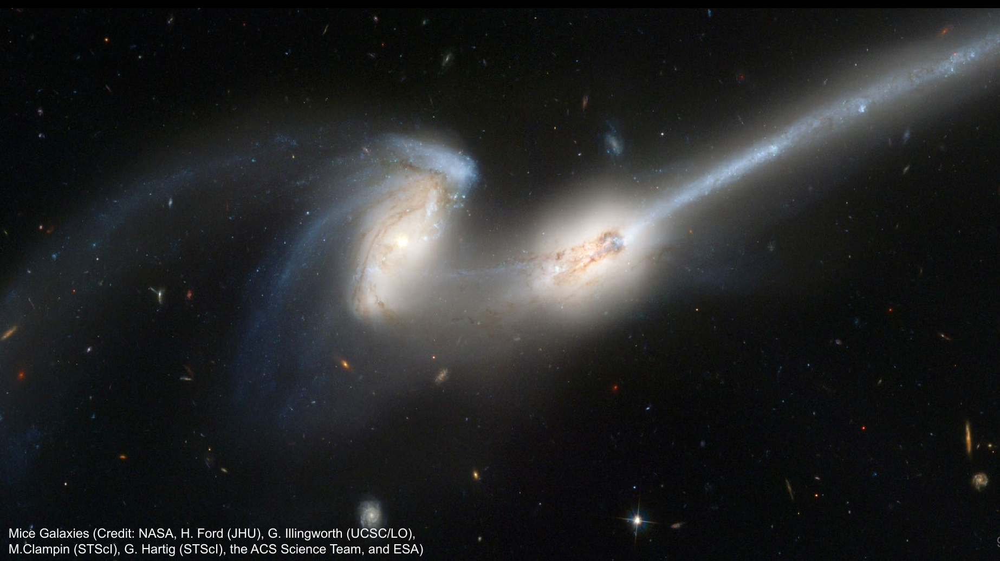 Mice Galaxies (Credit: NASA, H. Ford (JHU), G. Illingworth (UCSC/LO),
M.Clampin (STScI), G. Hartig (STScI), the ACS Science Team, and ESA)